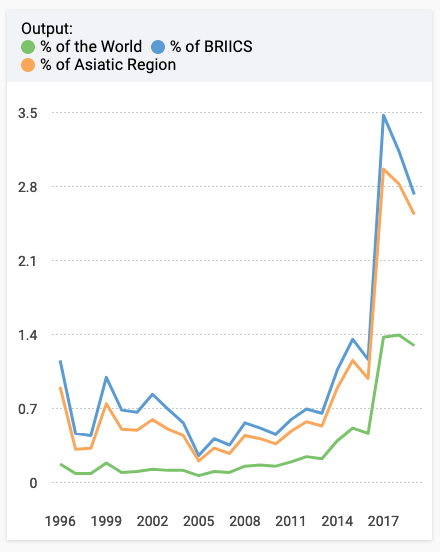 Output:
% of the World % of BRIICS
% of Asiatic Region
3.5
2.8
2.1
1.4
0.7
0
1996 1999 2002 2005 2008 2011 2014 2017